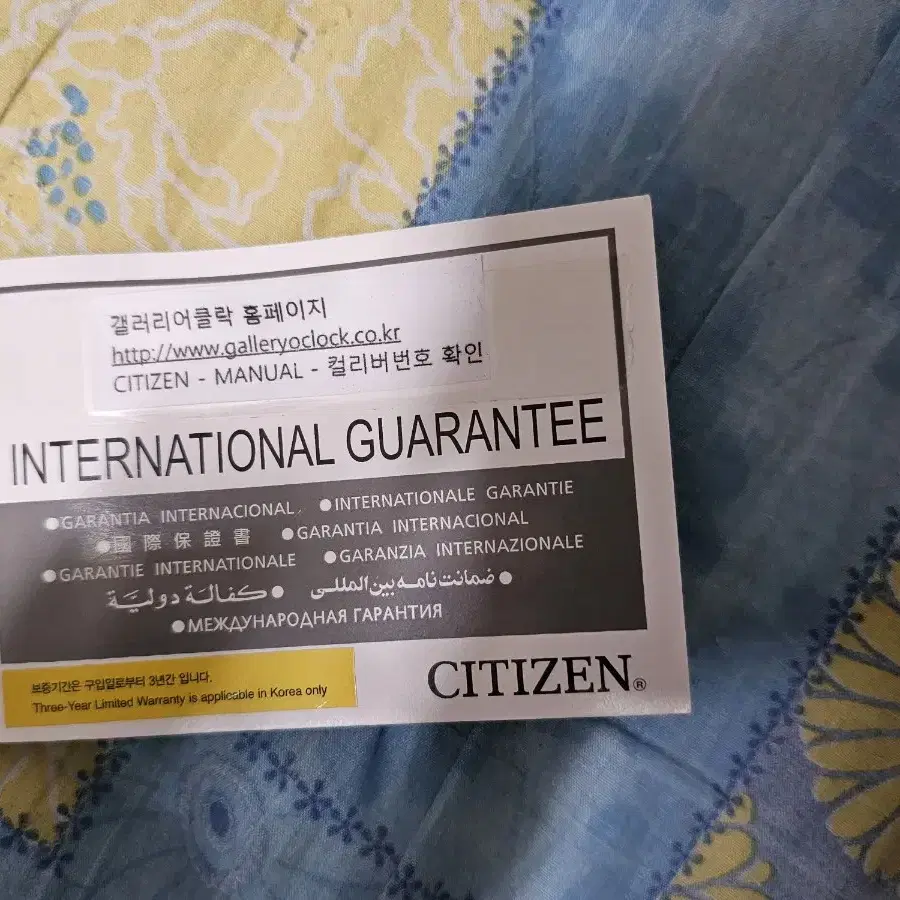 갤러리어클락 홈페이지
http://www.galleryoclock.co.kr
CITIZEN - MANUAL - 컬리버번호 확인
INTERNATIONAL GUARANTEE
●GARANTIA INTERNACIONAL ●INTERNATIONALE GARANTIE
●國際保證書 ●GARANTIA INTERNACIONAL
●GARANTIE INTERNATIONALE ●GARANZIA INTERNAZIONALE
● ضمانت نامه بین المللی ● كفالة دولية
●МЕЖДУНАРОДНАЯ ГАРАНТИЯ
보증기간은 구입일로부터 3년간 입니다.
Three-Year Limited Warranty is applicable in Korea only
CITIZEN®